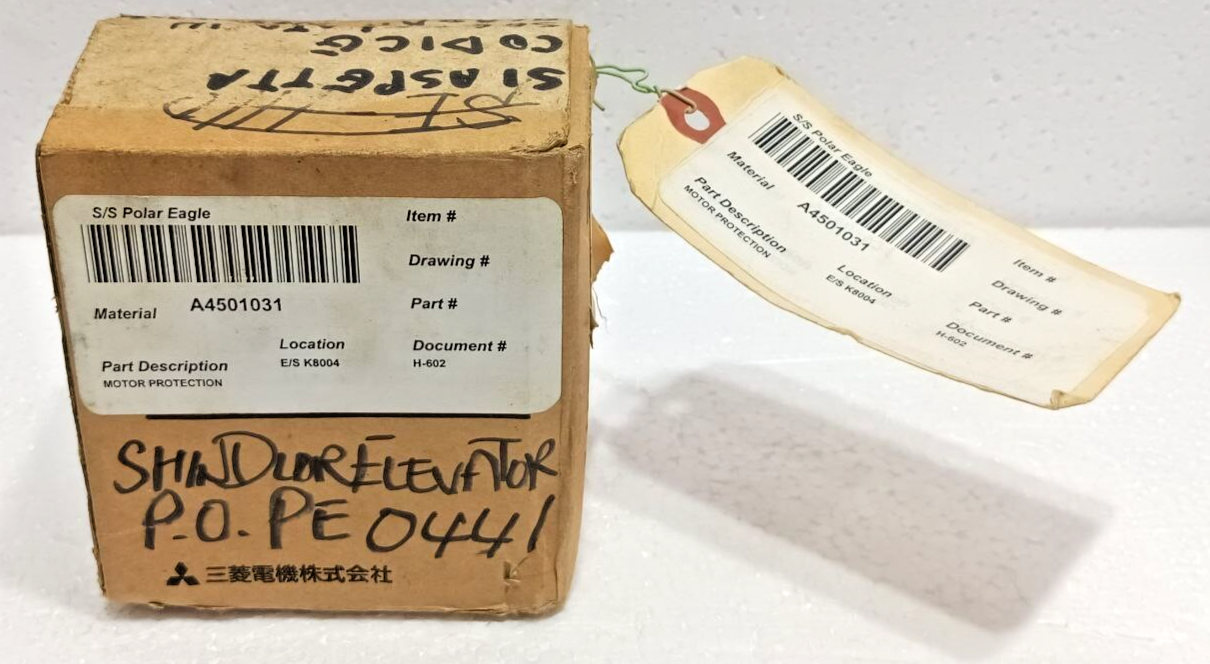 SI ASPETTA
CODICE
S/S Polar Eagle
Item #
Drawing #
Material A4501031
Part #
Location
Document #
Part Description
E/S K8004
H-602
MOTOR PROTECTION
SHINDLOR ELEVATOR
P.O. PE 0441
三菱電機株式会社
S/S Polar Eagle
Material
A4501031
Part Description
MOTOR PROTECTION
Location
E/S K8004
Item #
Drawing #
Part #
Document #
H-602